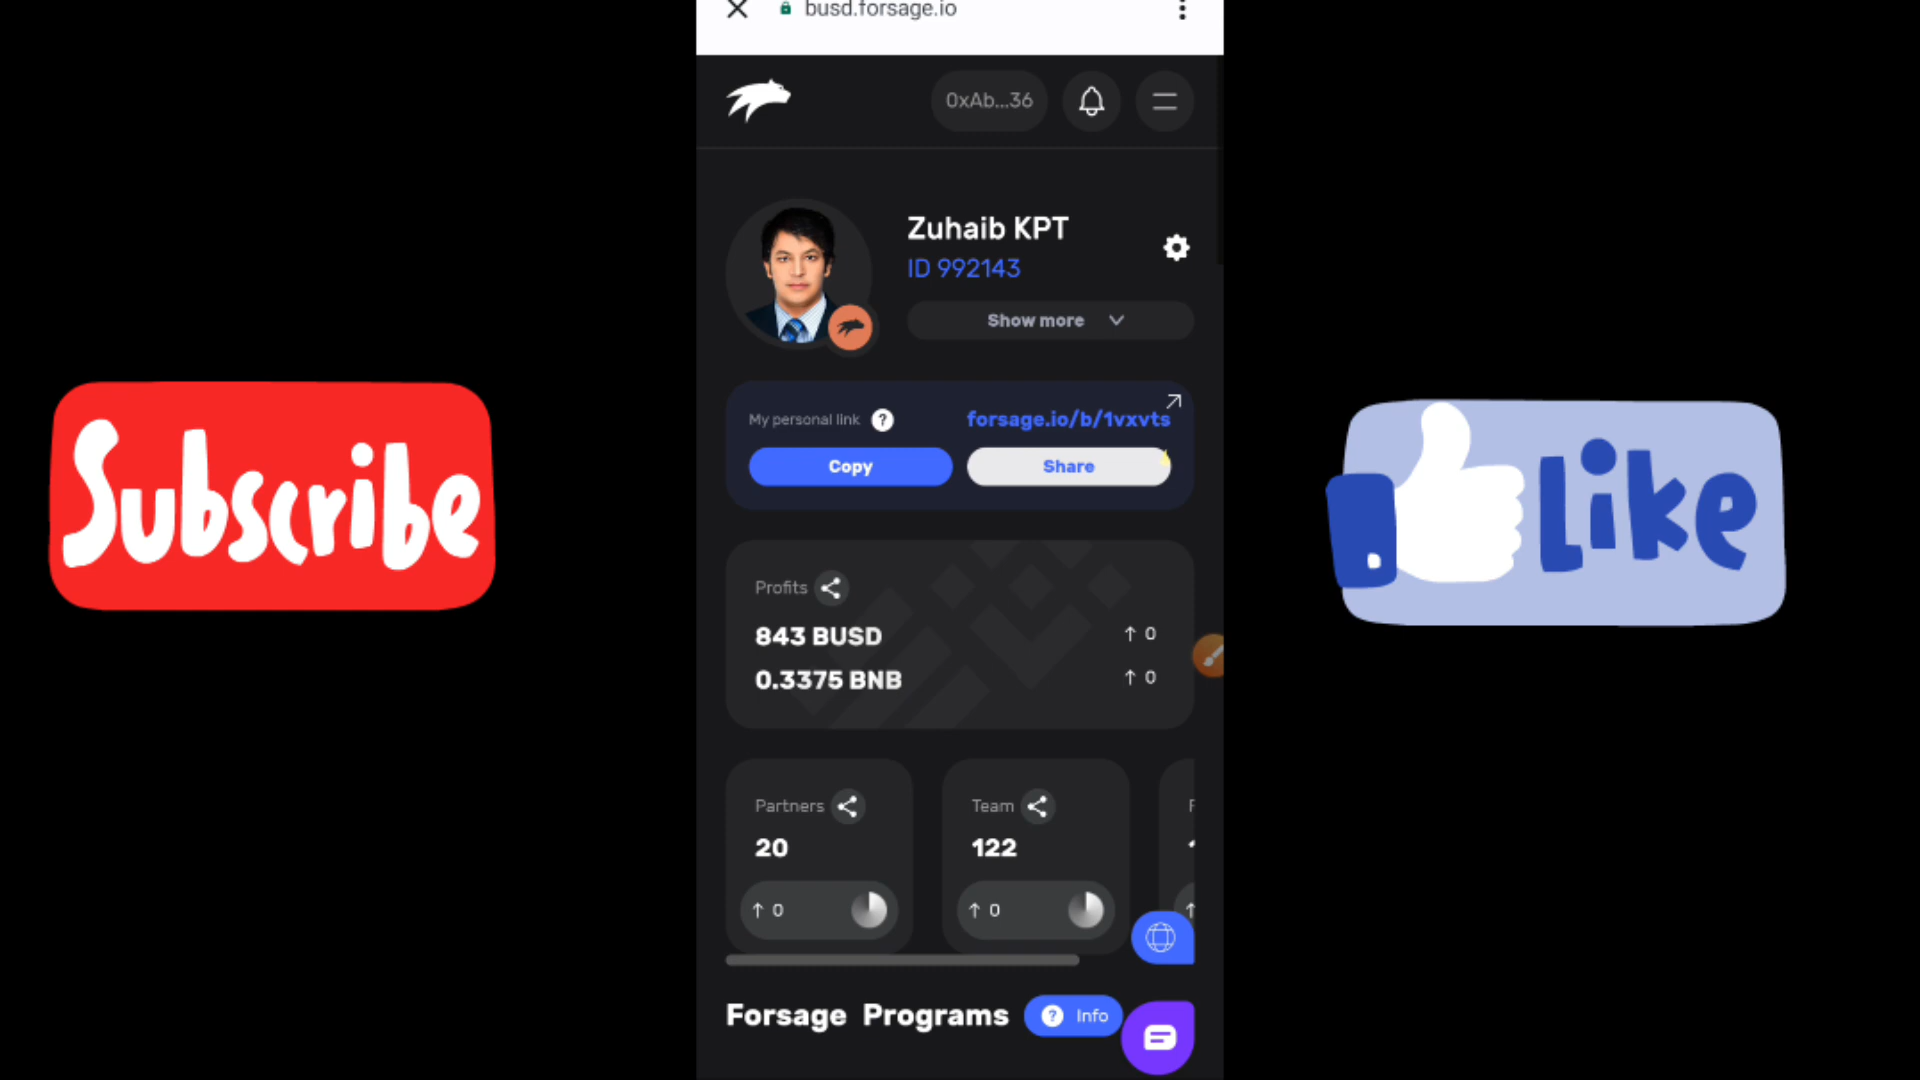 busd.forsage.io
0xAb...36
Zuhaib KPT
ID 992143
Show more
My personal link ?
forsage.io/b/1vxvts
Copy
Share
Subscribe
Like
Profits
843 BUSD
↑ 0
0.3375 BNB
↑ 0
Partners
20
↑ 0
Team
122
↑ 0
Forsage Programs
? Info